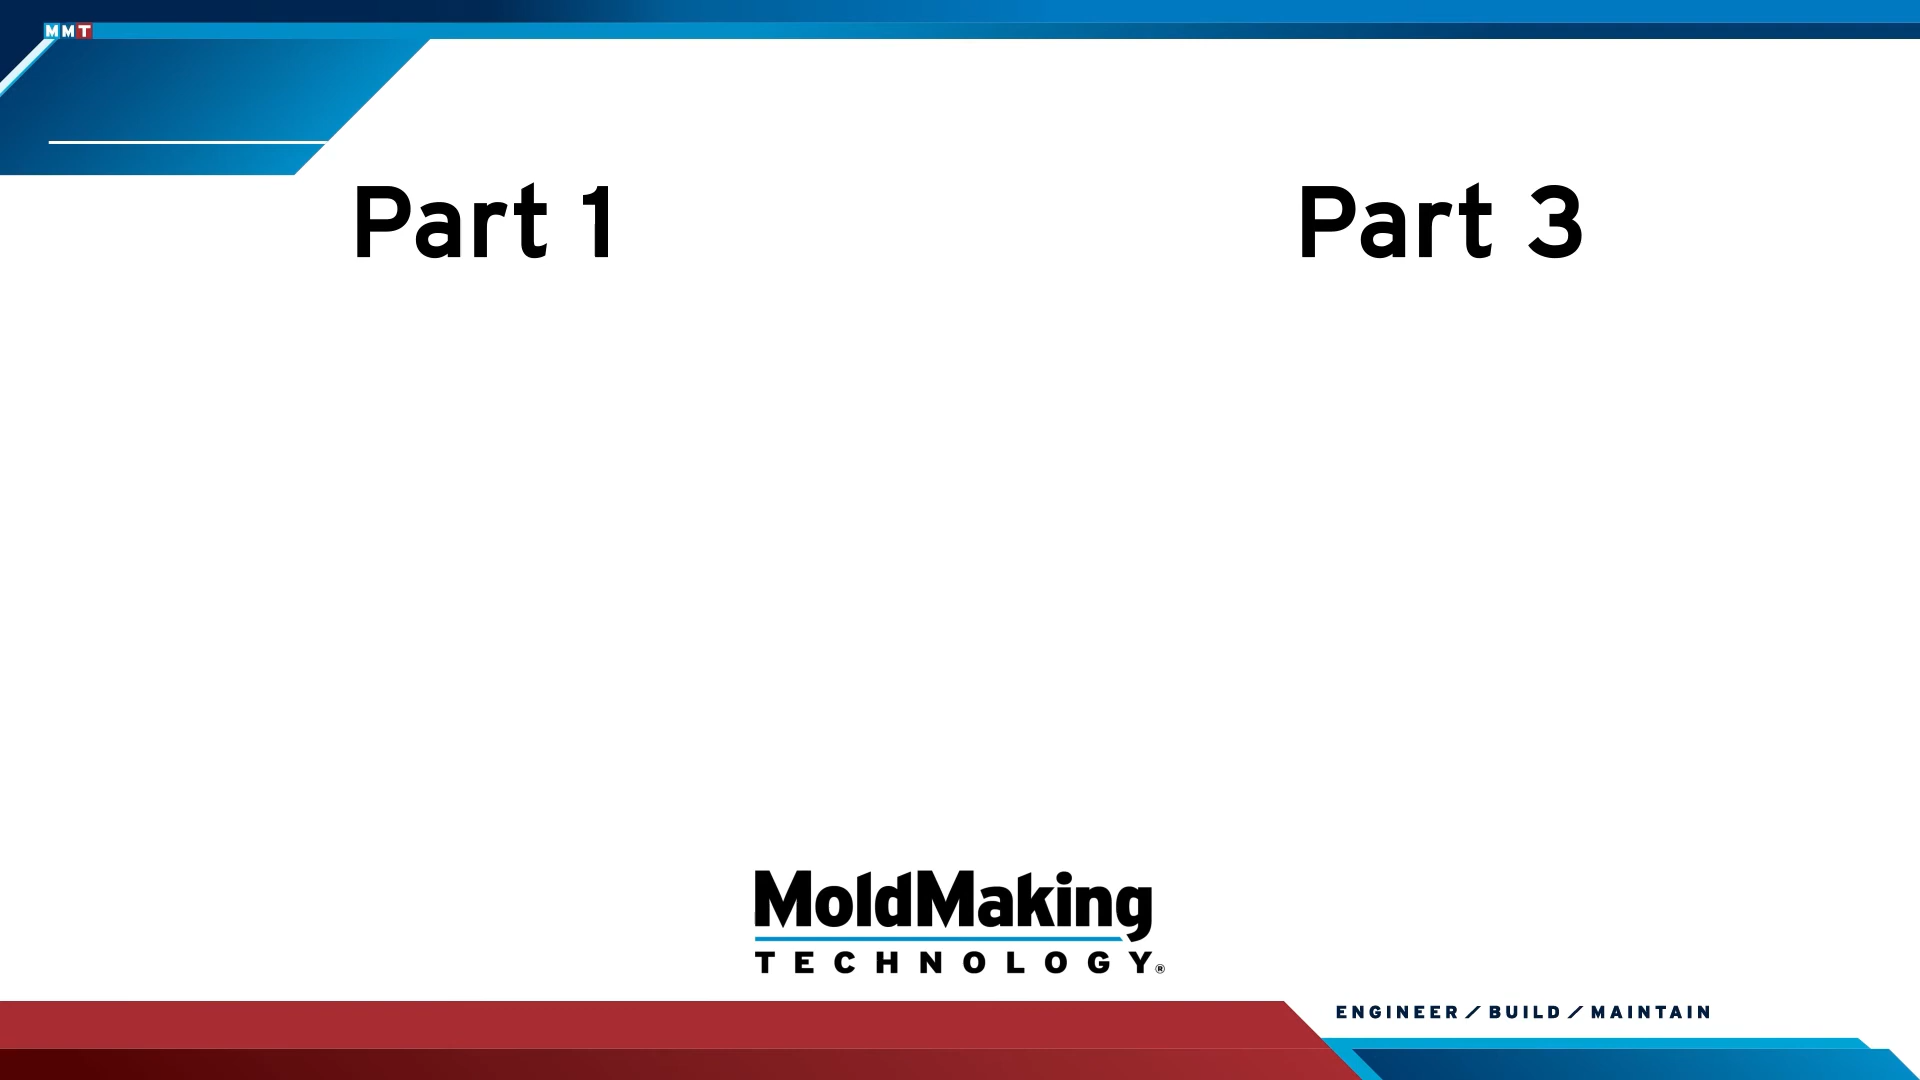 MMT
Part 1
Part 3
MoldMaking
TECHNOLOGY®
ENGINEER / BUILD / MAINTAIN